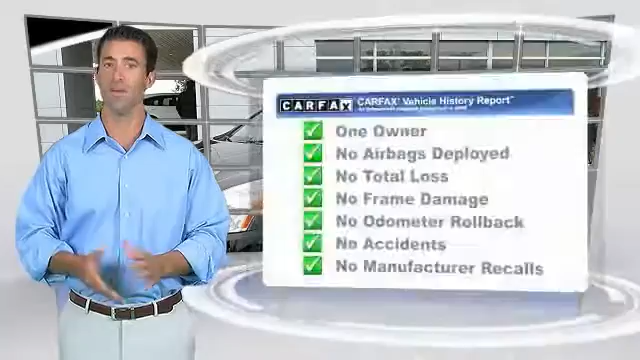 CARFAX CARFAX Vehicle History Report™
One Owner
No Airbags Deployed
No Total Loss
No Frame Damage
No Odometer Rollback
No Accidents
No Manufacturer Recalls